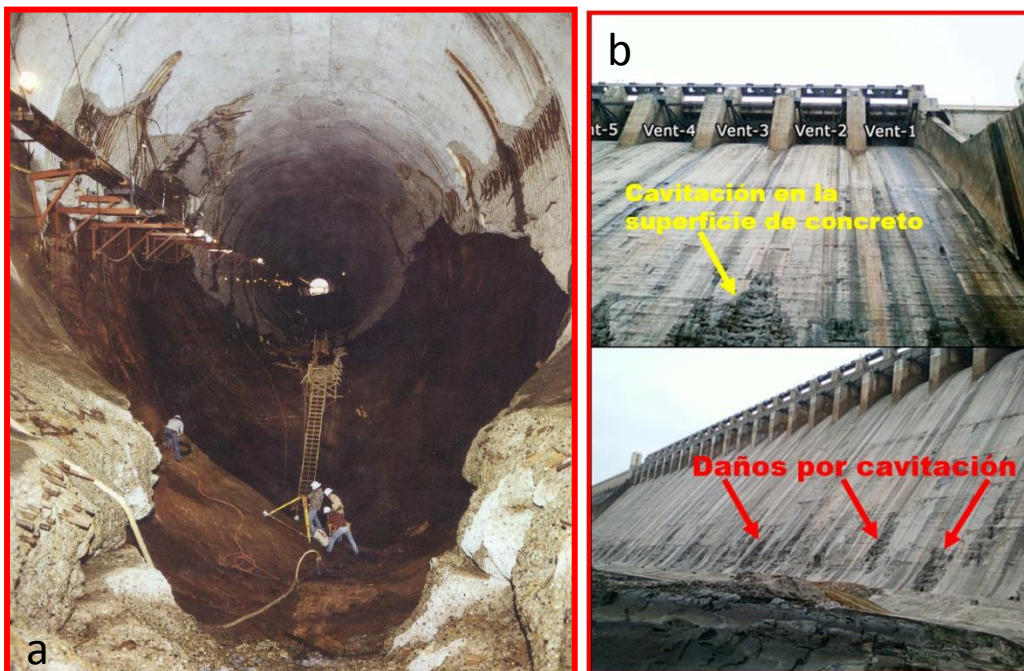 a
b
nt-5 Vent-4 Vent-3 Vent-2 Vent-1
Cavitación en la
superficie de concreto
Daños por cavitación